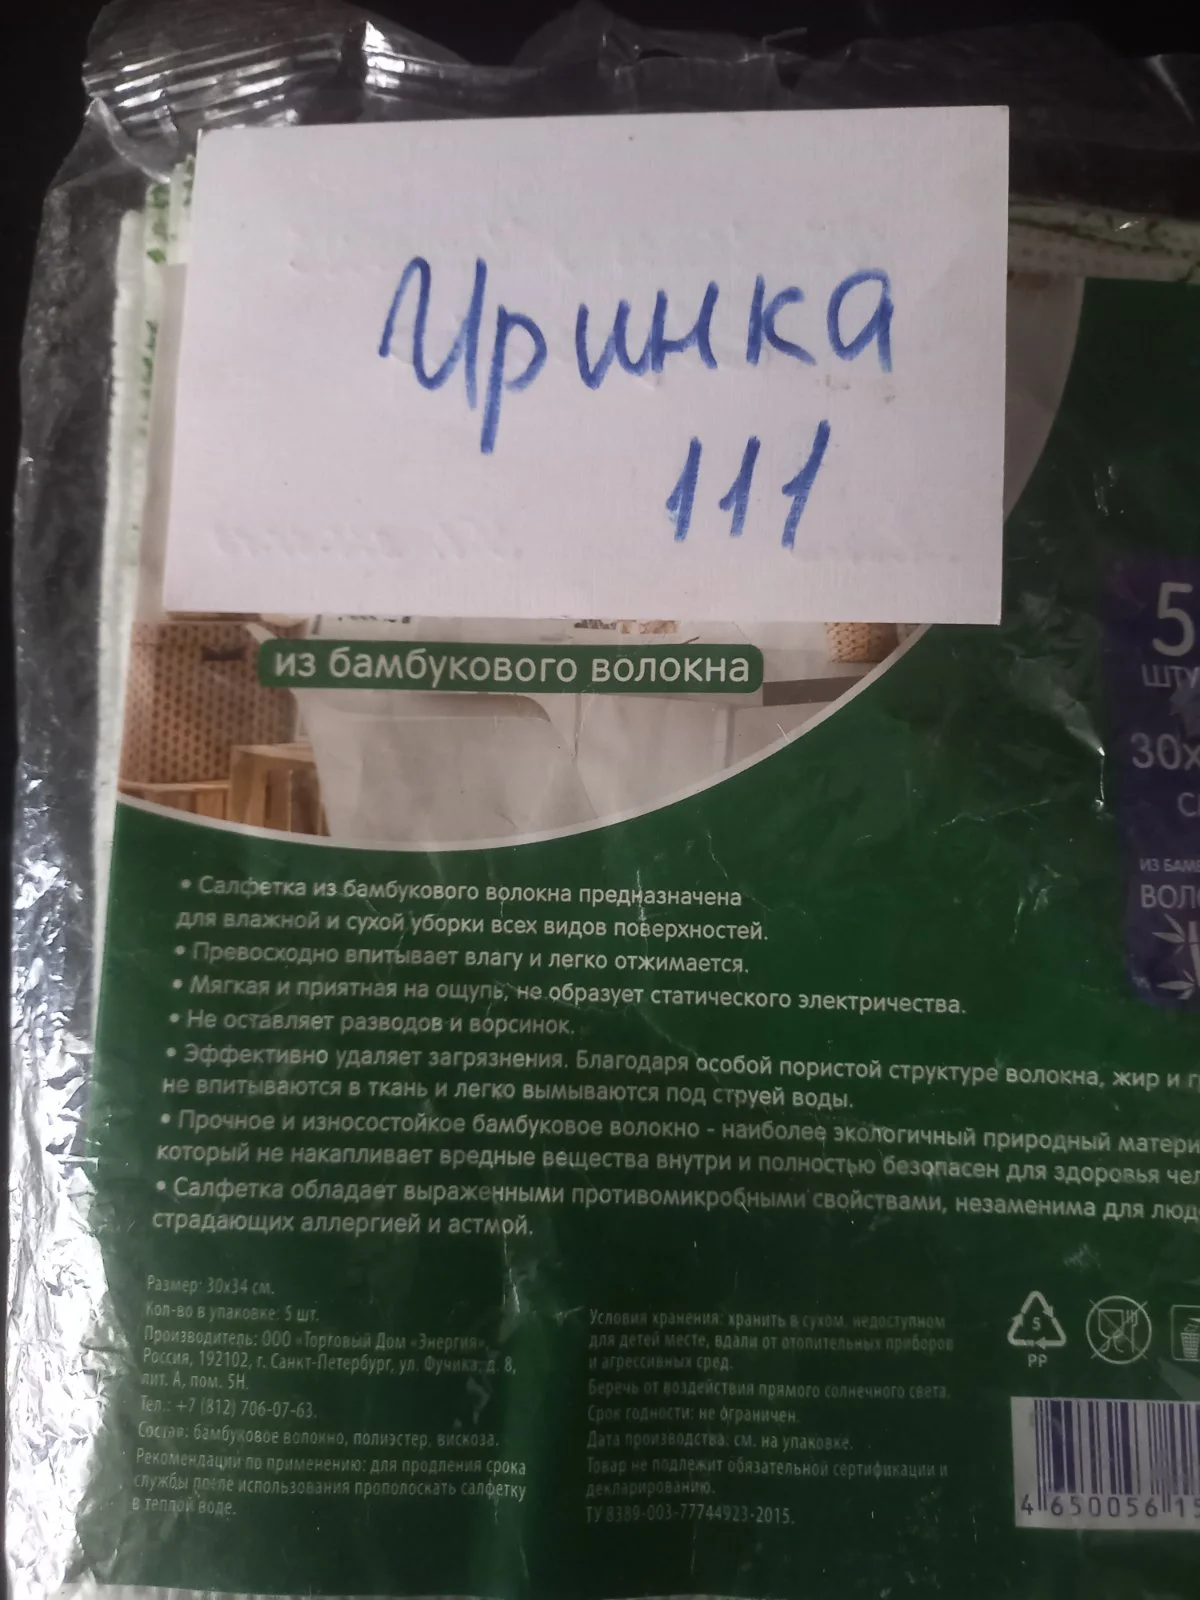 Иринка
111
из бамбукового волокна
5
30х
• Салфетка из бамбукового волокна предназначена
для влажной и сухой уборки всех видов поверхностей.
• Превосходно впитывает влагу и легко отжимается.
• Мягкая и приятная на ощупь, не образует статического электричества.
• Не оставляет разводов и ворсинок.
• Эффективно удаляет загрязнения. Благодаря особой пористой структуре волокна, жир и
не впитываются в ткань и легко вымываются под струей воды.
• Прочное и износостойкое бамбуковое волокно - наиболее экологичный природный матери
который не накапливает вредные вещества внутри и полностью безопасен для здоровья чел
• Салфетка обладает выраженными противомикробными свойствами, незаменима для люд
страдающих аллергией и астмой.
Размер: 30х34 см.
Кол-во в упаковке: 5 шт.
Производитель: ООО «Торговый Дом «Энергия»,
Россия, 192102, г. Санкт-Петербург, ул. Фучика, д. 8,
лит. А, пом. 5Н.
Тел.: +7 (812) 706-07-63.
Состав: бамбуковое волокно, полиэстер, вискоза.
Рекомендации по применению: для продления срока
службы после использования прополоскать салфетку
в теплой воде.
Условия хранения: хранить в сухом, недоступном
для детей месте, вдали от отопительных приборов
и агрессивных сред.
Беречь от воздействия прямого солнечного света.
Срок годности: не ограничен.
Дата производства: см. на упаковке.
Товар не подлежит обязательной сертификации и
декларированию.
ТУ 8389-003-77744923-2015.
5
PP
4 650056 1